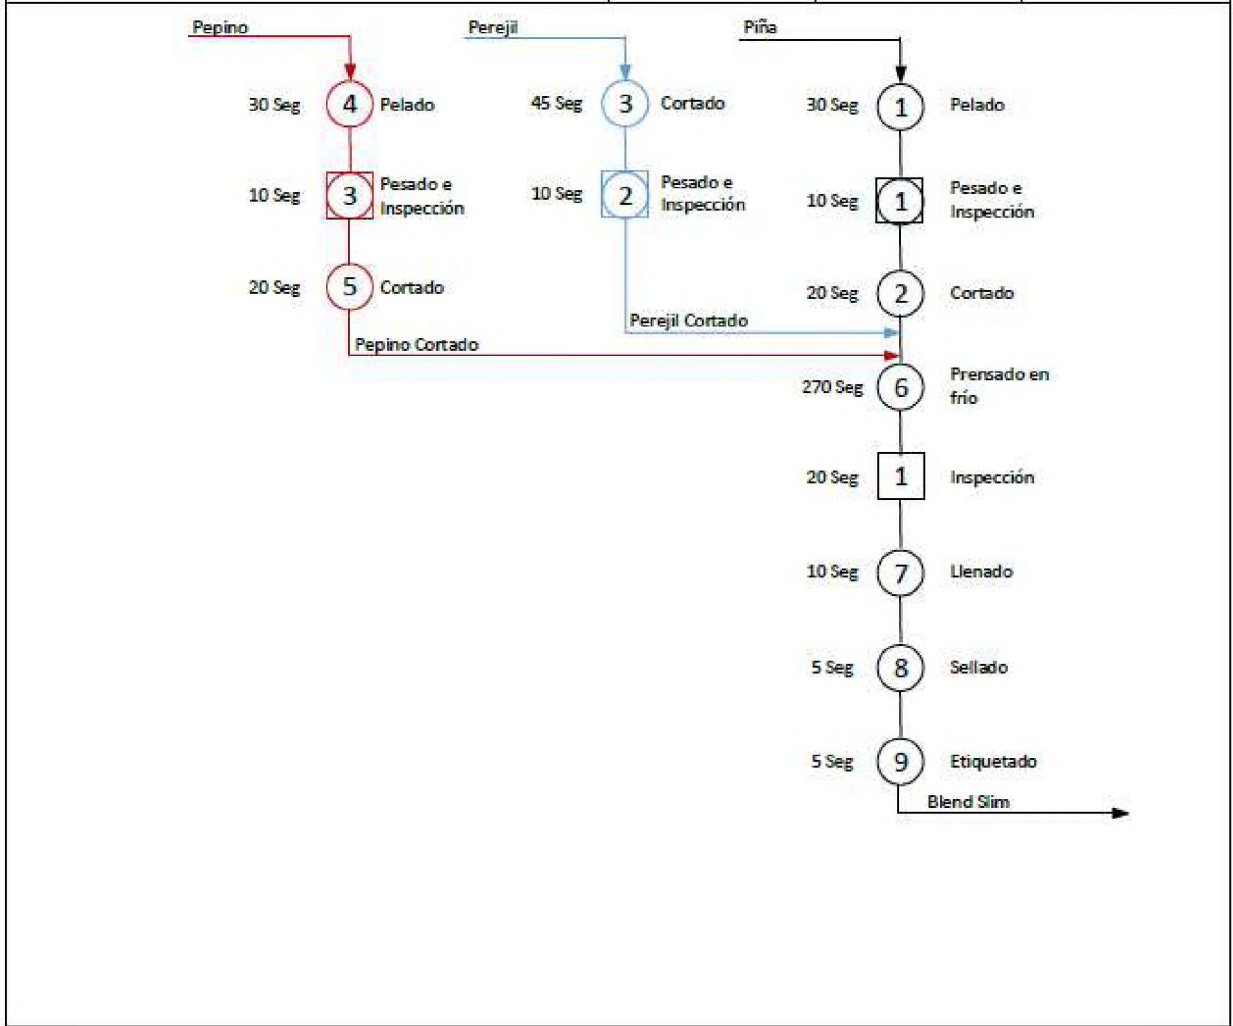 Pepino
Perejil
Piña
30 Seg
4
Pelado
45 Seg
3
Cortado
30 Seg
1
Pelado
10 Seg
3
Pesado e
Inspección
10 Seg
2
Pesado e
Inspección
10 Seg
1
Pesado e
Inspección
20 Seg
5
Cortado
20 Seg
2
Cortado
Perejil Cortado
Pepino Cortado
270 Seg
6
Prensado en
frío
20 Seg
1
Inspección
10 Seg
7
Llenado
5 Seg
8
Sellado
5 Seg
9
Etiquetado
Blend Slim